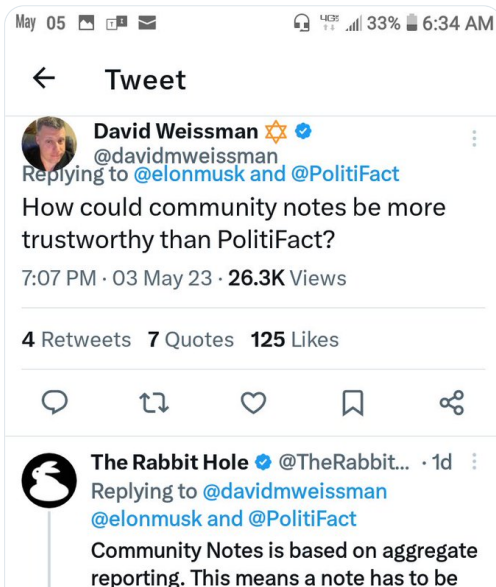 May 05 33% 6:34 AM
Tweet
David Weissman
@davidmweissman
Replying to @elonmusk and @PolitiFact
How could community notes be more
trustworthy than PolitiFact?
7:07 PM · 03 May 23 · 26.3K Views
4 Retweets 7 Quotes 125 Likes
The Rabbit Hole @TheRabbit... · 1d
Replying to @davidmweissman
@elonmusk and @PolitiFact
Community Notes is based on aggregate
reporting. This means a note has to be